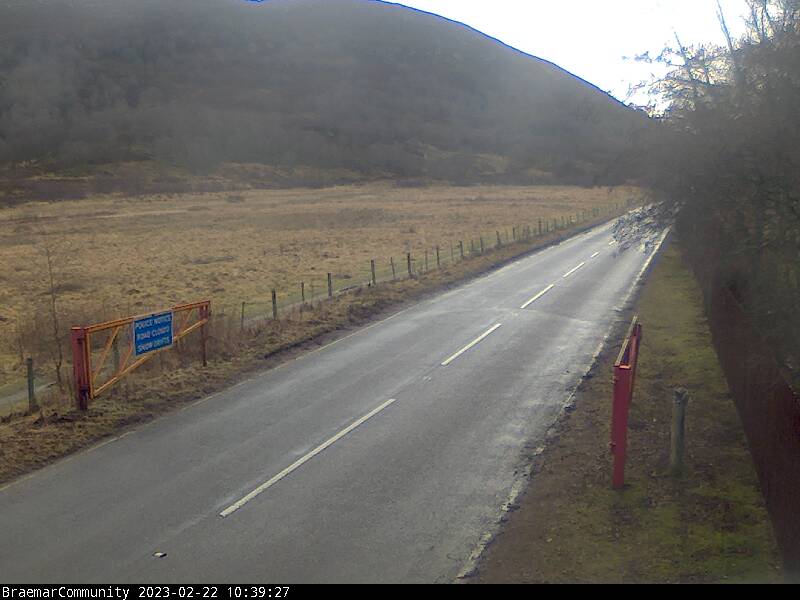 POLICE NOTICE
ROAD CLOSED
SNOW DRIFTS
BraemarCommunity 2023-02-22 10:39:27